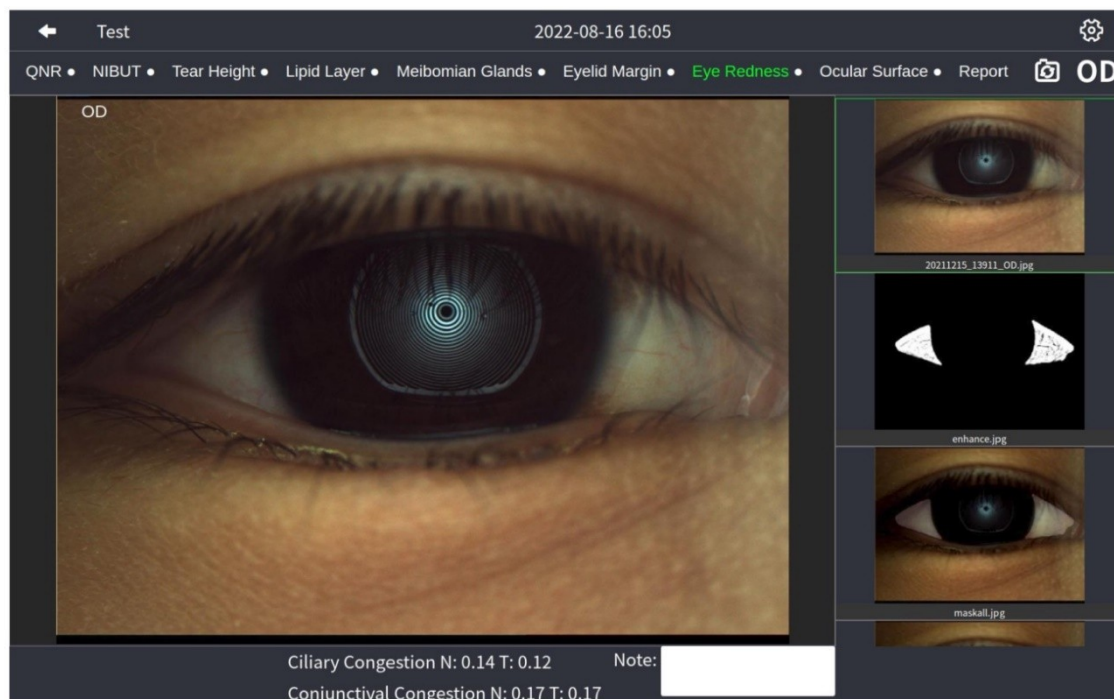 Test 2022-08-16 16:05
QNR NIBUT Tear Height Lipid Layer Meibomian Glands Eyelid Margin Eye Redness Ocular Surface Report OD
OD
20211215_13911_OD.jpg
enhance.jpg
maskall.jpg
Ciliary Congestion N: 0.14 T: 0.12 Note:
Conjunctival Congestion N: 0.17 T: 0.17